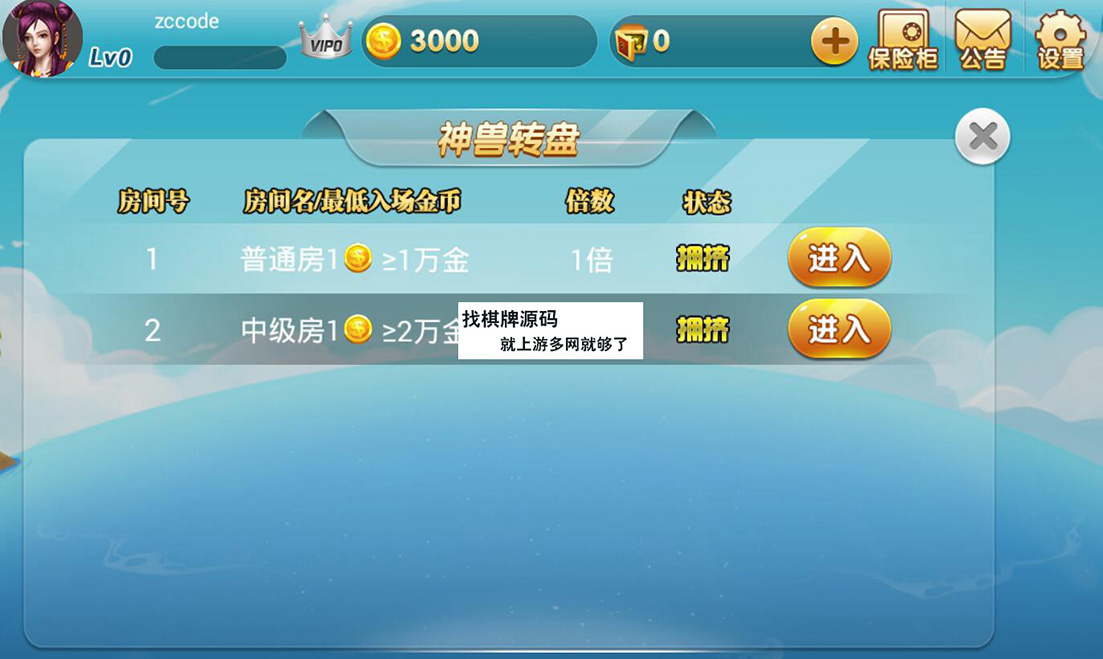 zccode
Lv0
VIP0
3000
0
保险柜
公告
设置
神兽转盘
房间号 房间名/最低入场金币 倍数 状态
1 普通房1 ≥1万金 1倍 拥挤 进入
2 中级房1 ≥2万金 拥挤 进入
找棋牌源码
就上游多网就够了